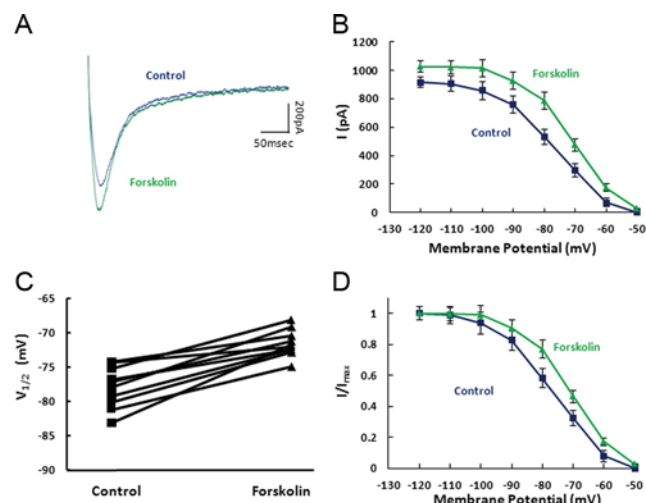 A
Control
Forskolin
200pA
50msec
B
1200
1000
800
600
400
200
0
I (pA)
Forskolin
Control
-130 -120 -110 -100 -90 -80 -70 -60 -50
Membrane Potential (mV)
C
-65
-70
-75
-80
-85
-90
V1/2 (mV)
Control Forskolin
D
1
0.8
0.6
0.4
0.2
0
I/Imax
Forskolin
Control
-130 -120 -110 -100 -90 -80 -70 -60 -50
Membrane Potential (mV)